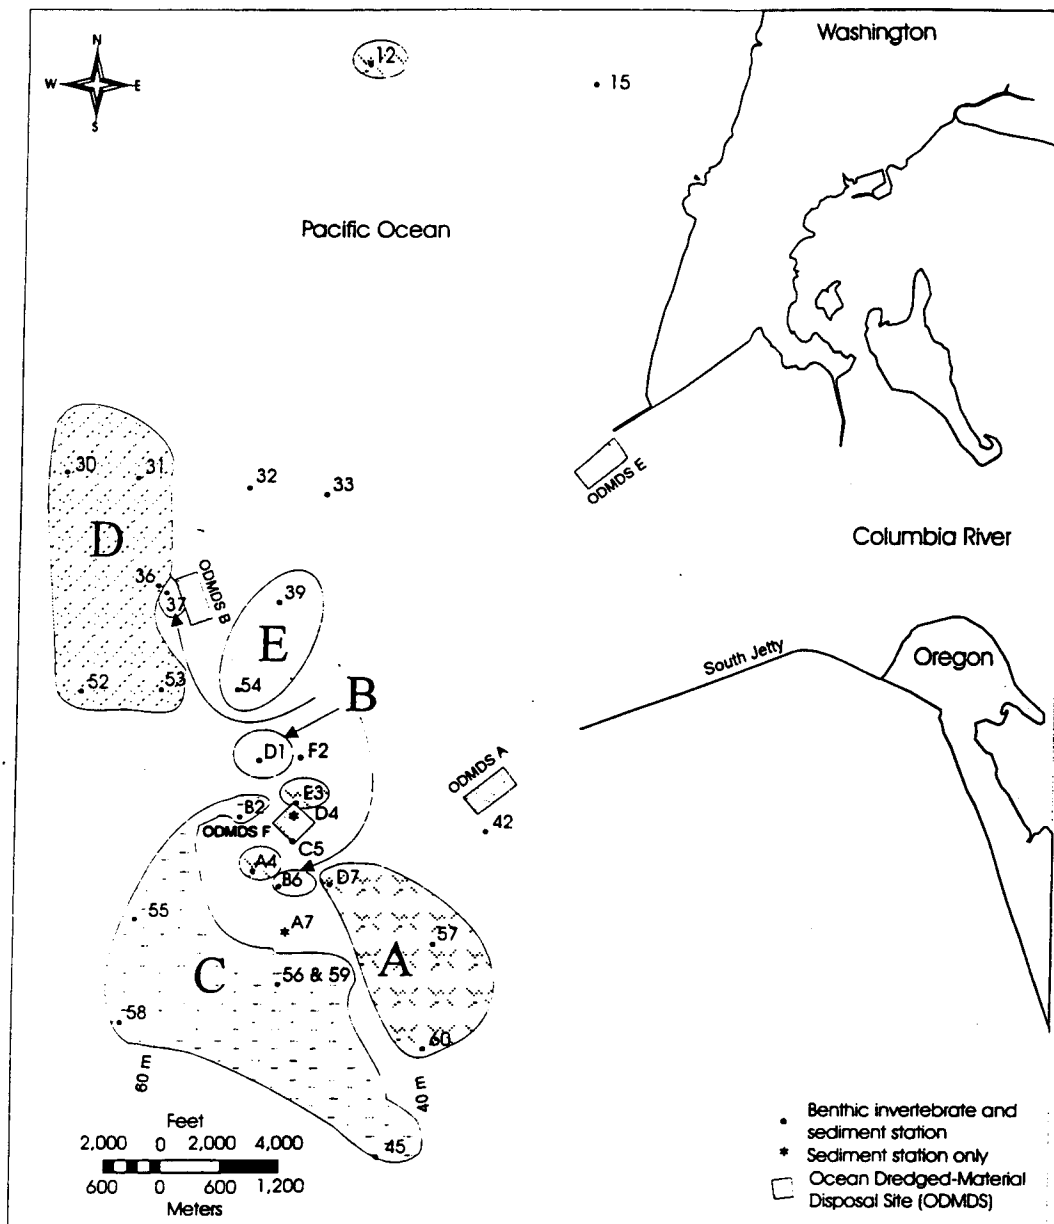 Washington
N
W
E
S
12
15
Pacific Ocean
ODMDS E
30
31
32
33
D
Columbia River
36
37
ODMDS B
39
E
South Jetty
Oregon
52
53
54
B
D1
F2
ODMDS A
E3
B2
D4
42
ODMDS F
C5
A4
B6
D7
55
A7
57
C
A
56 & 59
58
60
60 m
40 m
45
Feet
2,000 0 2,000 4,000
600 0 600 1,200
Meters
Benthic invertebrate and
sediment station
* Sediment station only
Ocean Dredged-Material
Disposal Site (ODMDS)